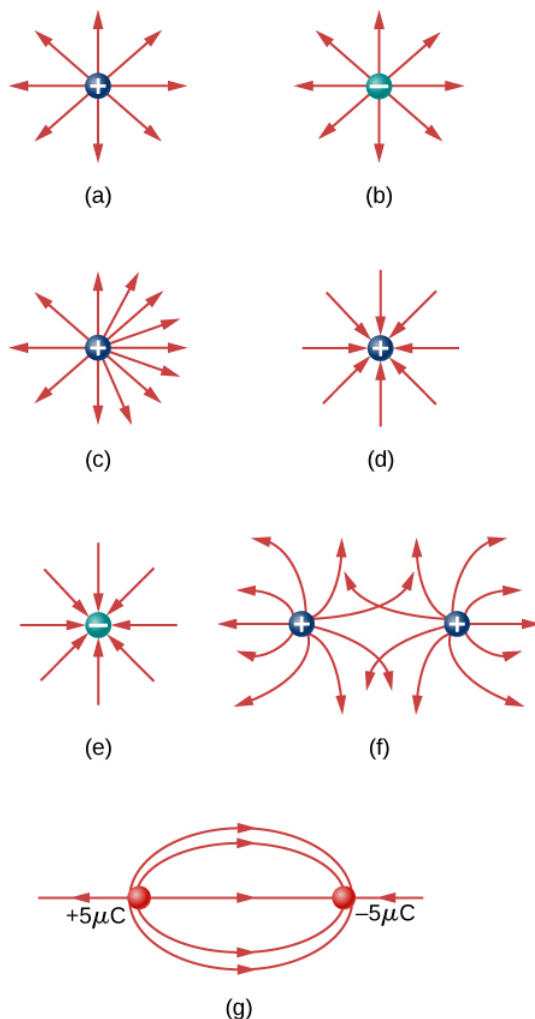 + −
(a) (b)
+ +
(c) (d)
− + +
(e) (f)
+5μC –5μC
(g)